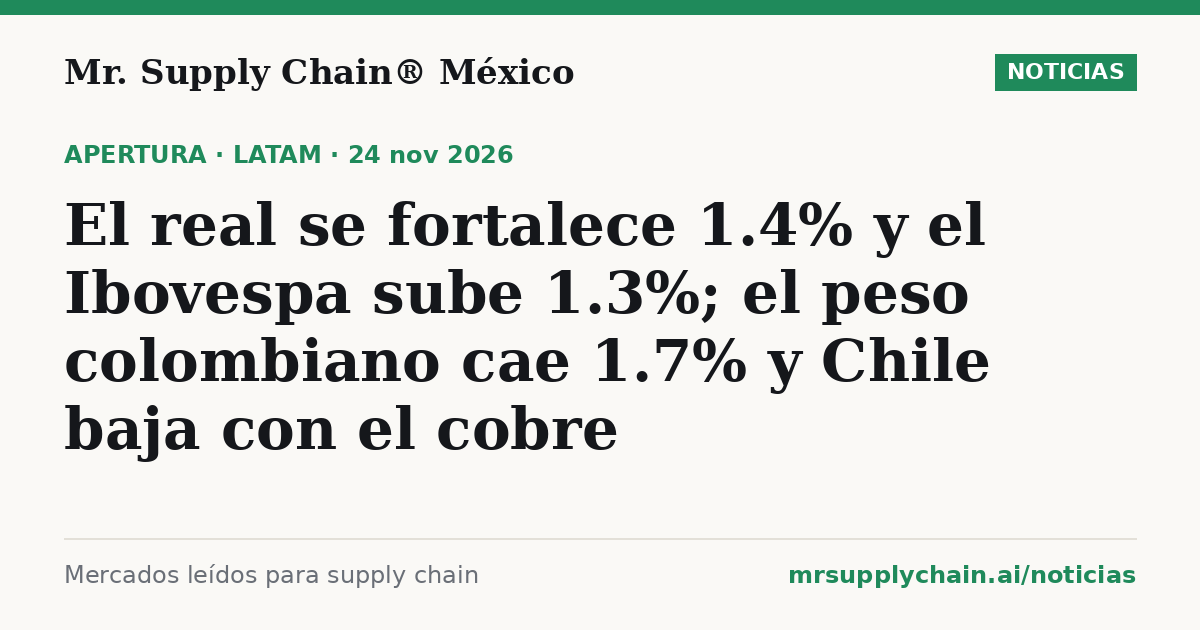 Mr. Supply Chain® México
NOTICIAS
APERTURA · LATAM · 24 nov 2026
El real se fortalece 1.4% y el
Ibovespa sube 1.3%; el peso
colombiano cae 1.7% y Chile
baja con el cobre
Mercados leídos para supply chain
mrsupplychain.ai/noticias